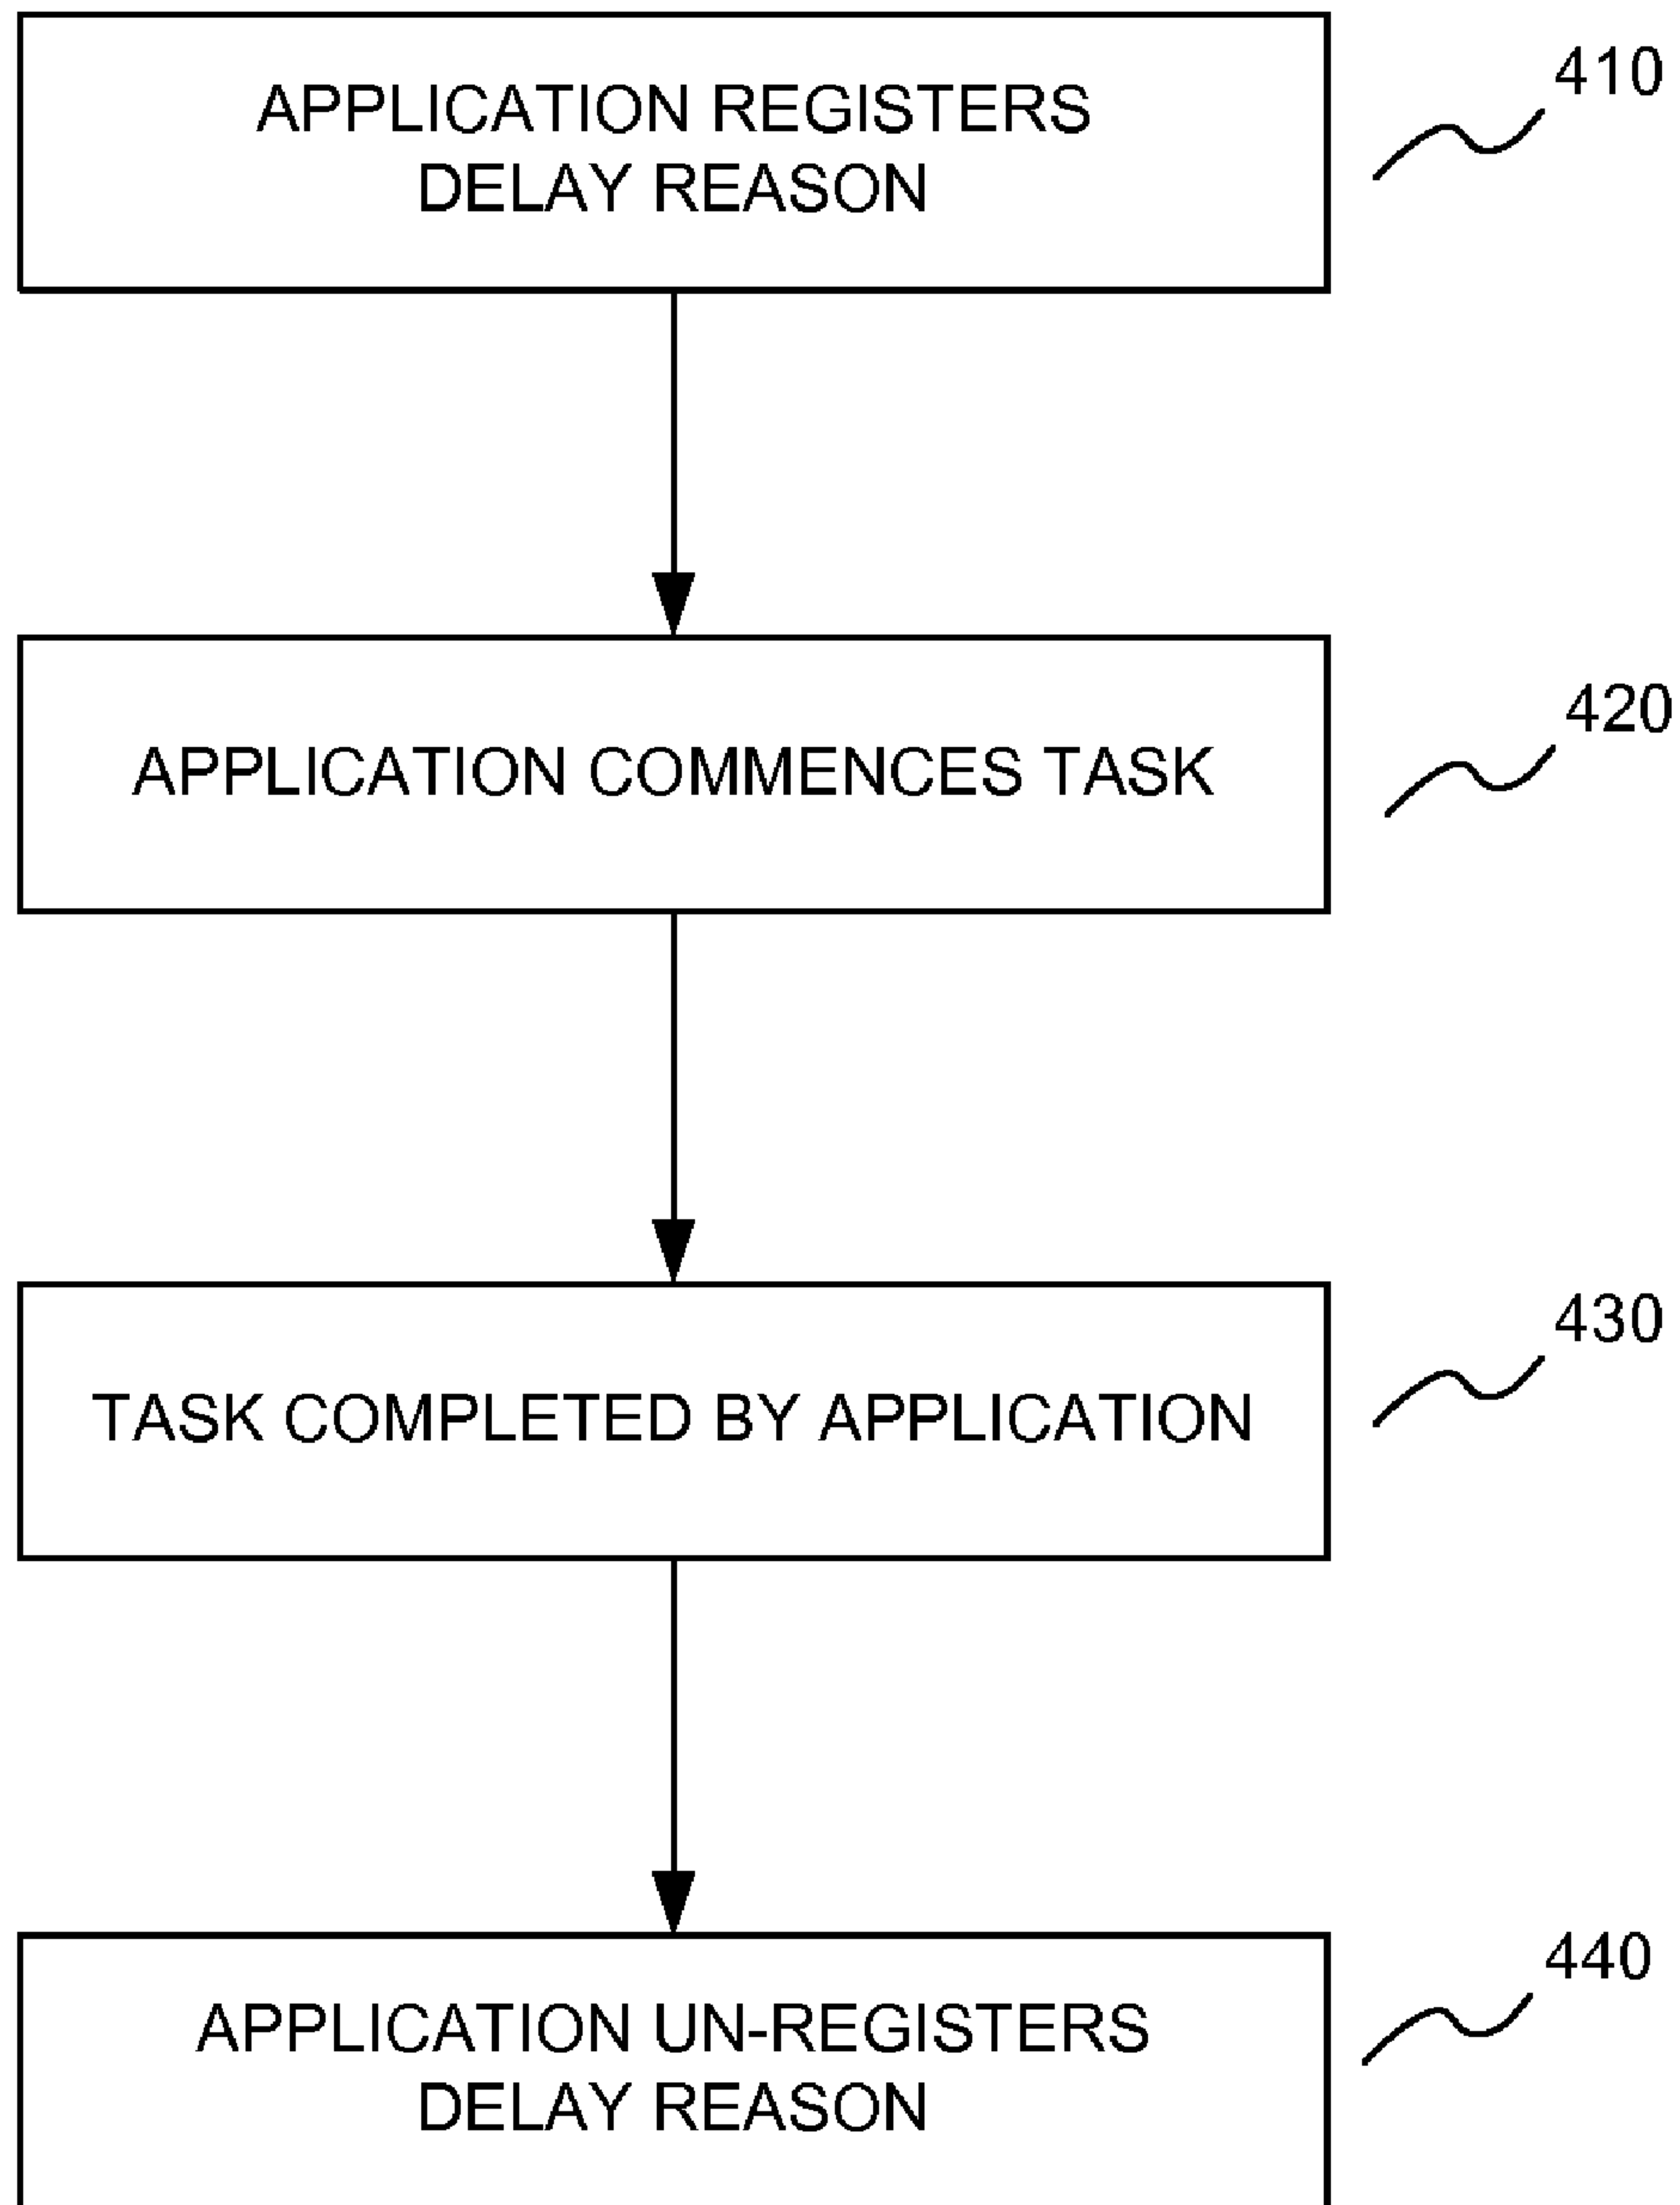 APPLICATION REGISTERS
DELAY REASON
410
APPLICATION COMMENCES TASK
420
TASK COMPLETED BY APPLICATION
430
APPLICATION UN-REGISTERS
DELAY REASON
440